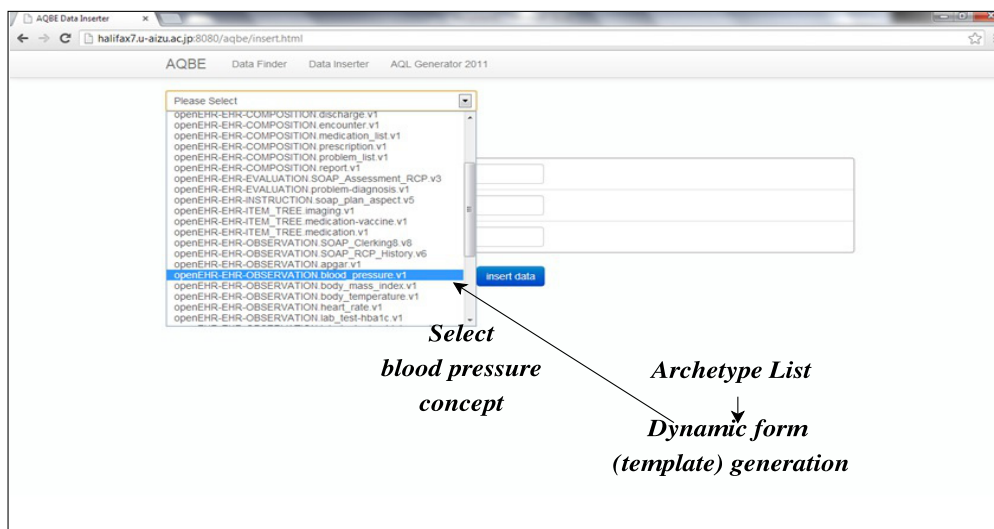 AQBE Data Inserter
halifax7.u-aizu.ac.jp:8080/aqbe/insert.html
AQBE Data Finder Data Inserter AQL Generator 2011
Please Select
openEHR-EHR-COMPOSITION.discharge.v1
openEHR-EHR-COMPOSITION.encounter.v1
openEHR-EHR-COMPOSITION.medication_list.v1
openEHR-EHR-COMPOSITION.prescription.v1
openEHR-EHR-COMPOSITION.problem_list.v1
openEHR-EHR-COMPOSITION.report.v1
openEHR-EHR-EVALUATION.SOAP_Assessment_RCP.v3
openEHR-EHR-EVALUATION.problem-diagnosis.v1
openEHR-EHR-INSTRUCTION.soap_plan_aspect.v5
openEHR-EHR-ITEM_TREE.imaging.v1
openEHR-EHR-ITEM_TREE.medication-vaccine.v1
openEHR-EHR-ITEM_TREE.medication.v1
openEHR-EHR-OBSERVATION.SOAP_Clerking8.v8
openEHR-EHR-OBSERVATION.SOAP_RCP_History.v6
openEHR-EHR-OBSERVATION.apgar.v1
openEHR-EHR-OBSERVATION.blood_pressure.v1
openEHR-EHR-OBSERVATION.body_mass_index.v1
openEHR-EHR-OBSERVATION.body_temperature.v1
openEHR-EHR-OBSERVATION.heart_rate.v1
openEHR-EHR-OBSERVATION.lab_test-hba1c.v1
insert data
Select
blood pressure
concept
Archetype List
Dynamic form
(template) generation